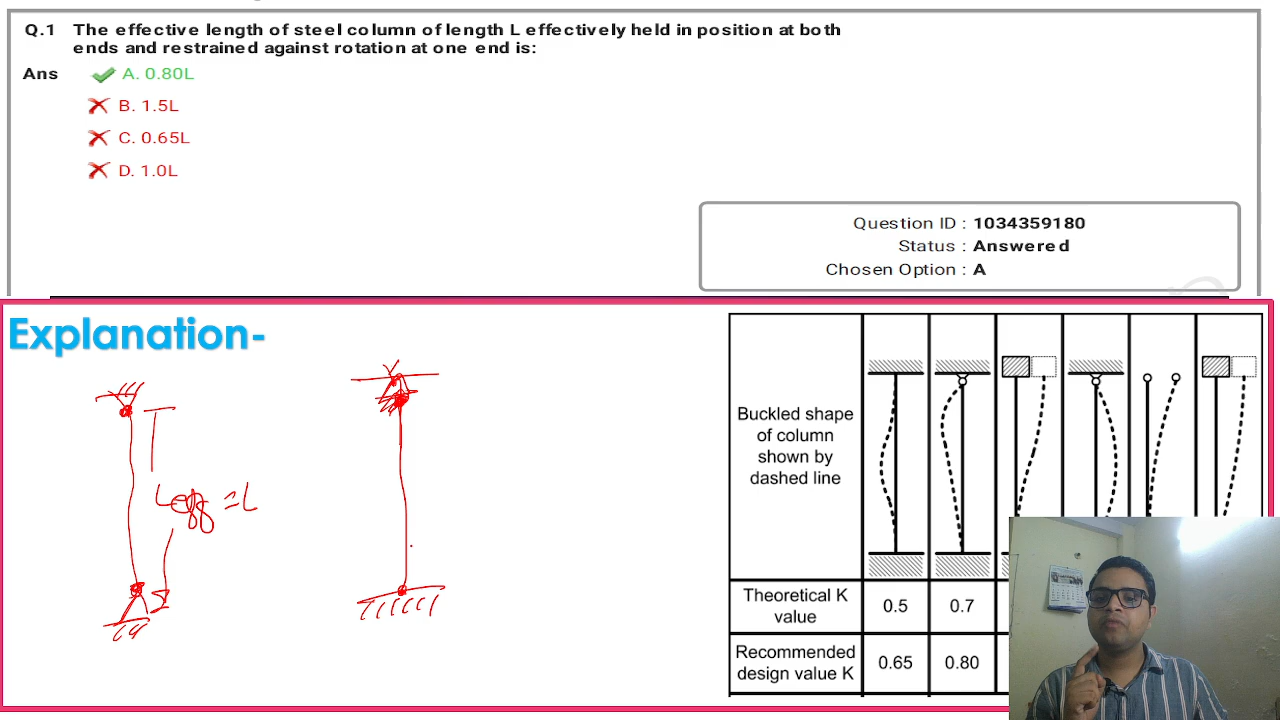 Q.1 The effective length of steel column of length L effectively held in position at both
ends and restrained against rotation at one end is:
Ans A. 0.80L
B. 1.5L
C. 0.65L
D. 1.0L
Question ID : 1034359180
Status : Answered
Chosen Option : A
Explanation-
Leff = L
Buckled shape
of column
shown by
dashed line
Theoretical K
value
0.5 0.7
Recommended
design value K
0.65 0.80